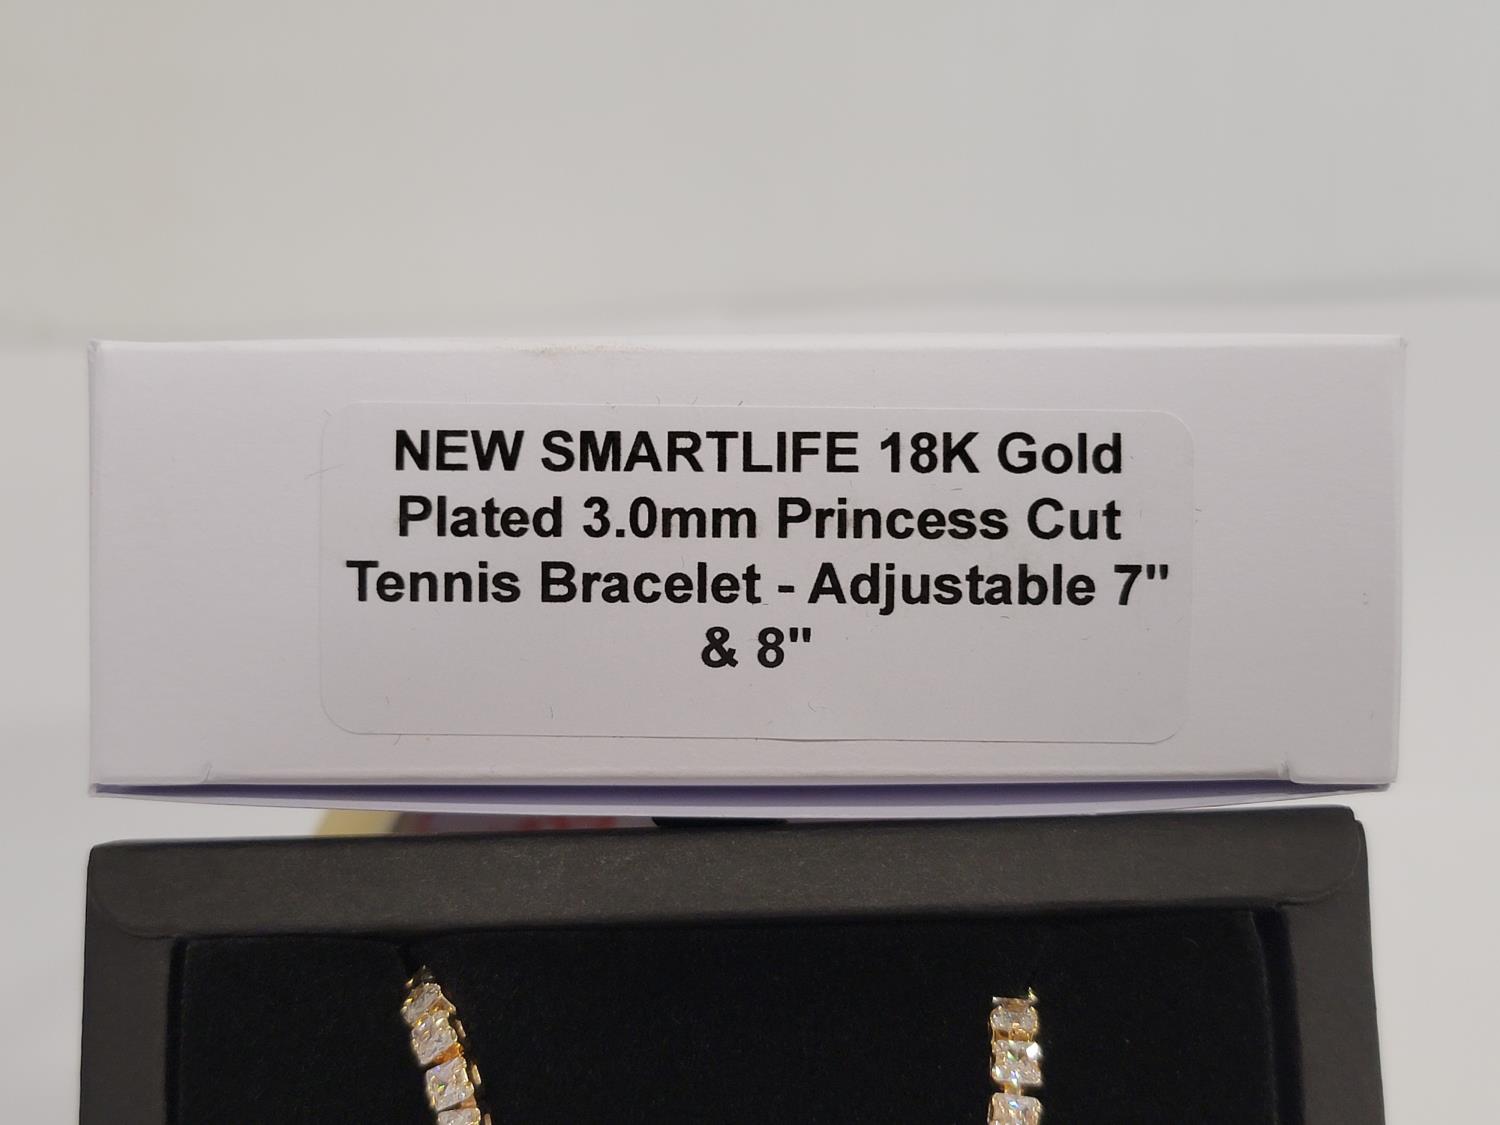 NEW SMARTLIFE 18K Gold
Plated 3.0mm Princess Cut
Tennis Bracelet - Adjustable 7"
& 8"